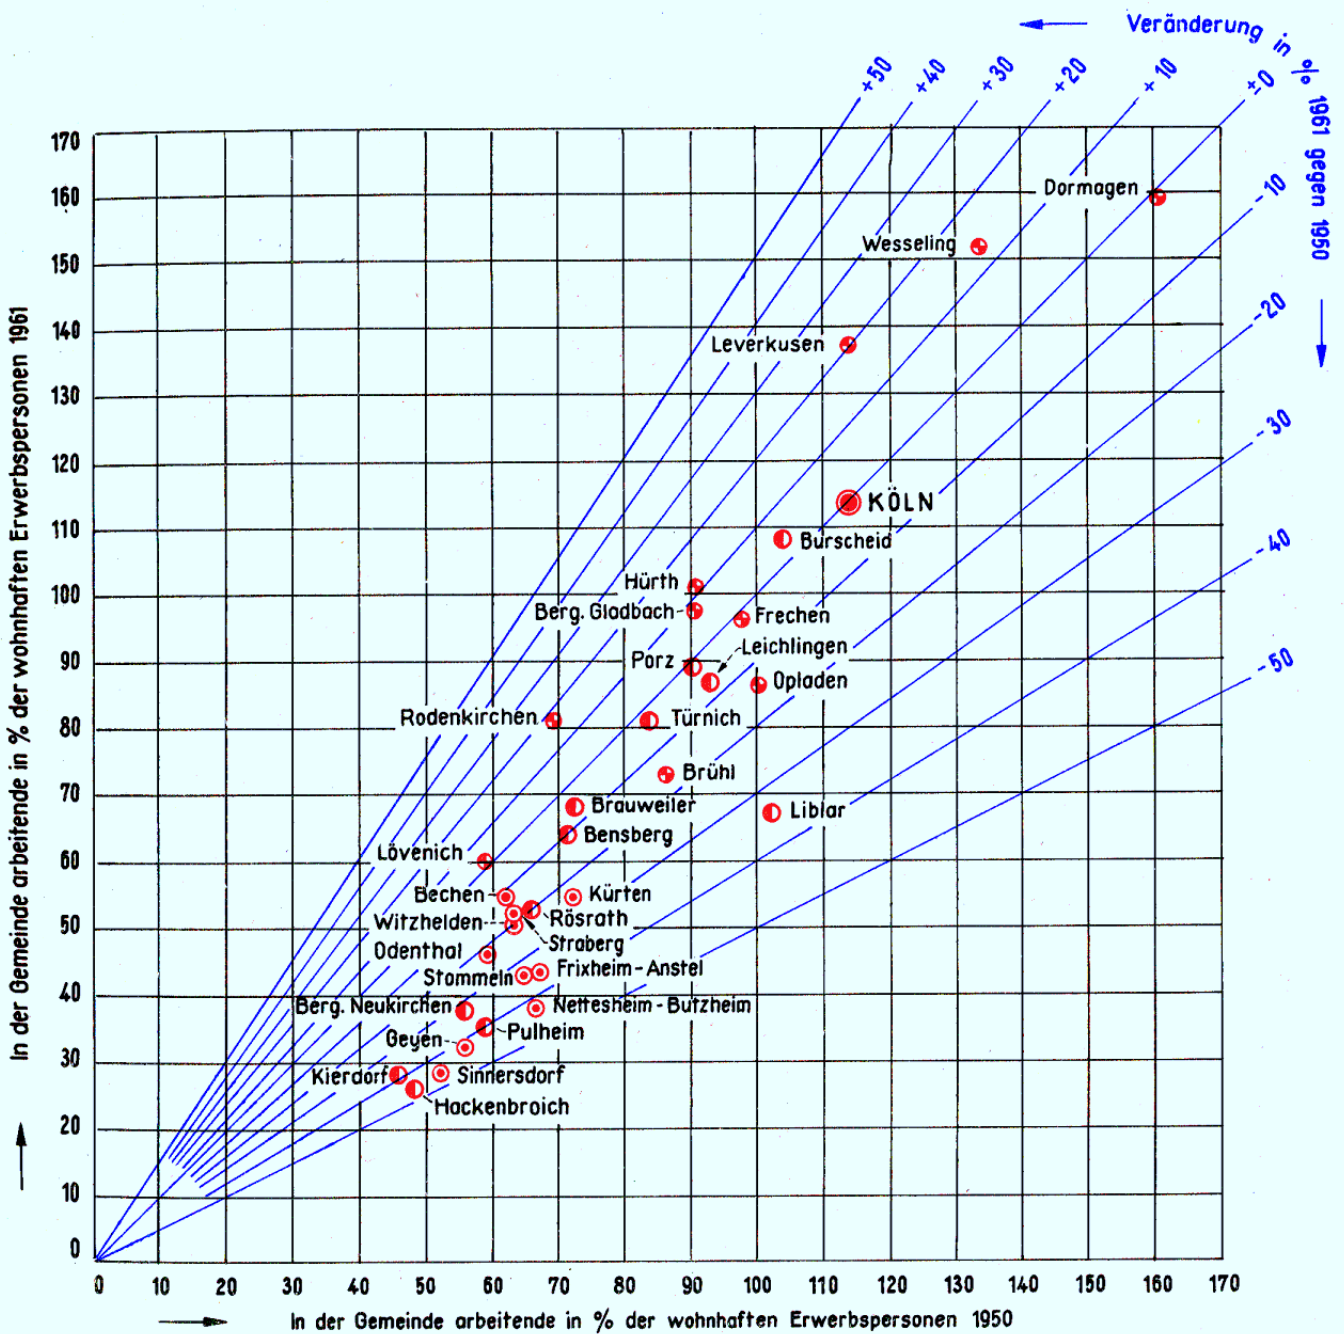 Veränderung in % 1961 gegen 1950
+50 +40 +30 +20 +10 ±0
-10
-20
-30
-40
-50
In der Gemeinde arbeitende in % der wohnhaften Erwerbspersonen 1961
170
160
150
140
130
120
110
100
90
80
70
60
50
40
30
20
10
0
Dormagen
Wesseling
Leverkusen
KÖLN
Burscheid
Hürth
Berg. Gladbach
Frechen
Leichlingen
Porz
Opladen
Rodenkirchen
Türnich
Brühl
Brauweiler
Liblar
Bensberg
Lövenich
Bechen
Kürten
Rösrath
Witzhelden
Straberg
Odenthal
Stommeln
Frixheim-Anstel
Berg. Neukirchen
Nettesheim-Butzheim
Pulheim
Geyen
Kierdorf
Sinnersdorf
Hackenbroich
0 10 20 30 40 50 60 70 80 90 100 110 120 130 140 150 160 170
In der Gemeinde arbeitende in % der wohnhaften Erwerbspersonen 1950